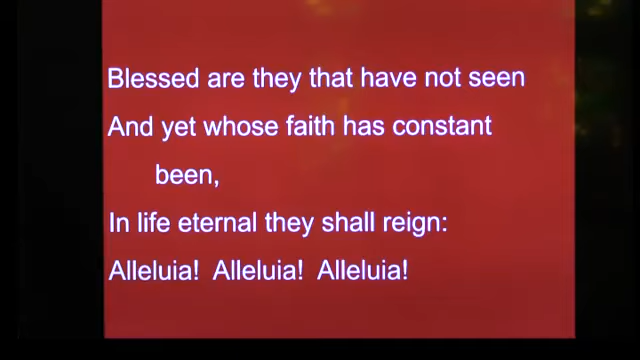 Blessed are they that have not seen
And yet whose faith has constant
been,
In life eternal they shall reign:
Alleluia!  Alleluia!  Alleluia!